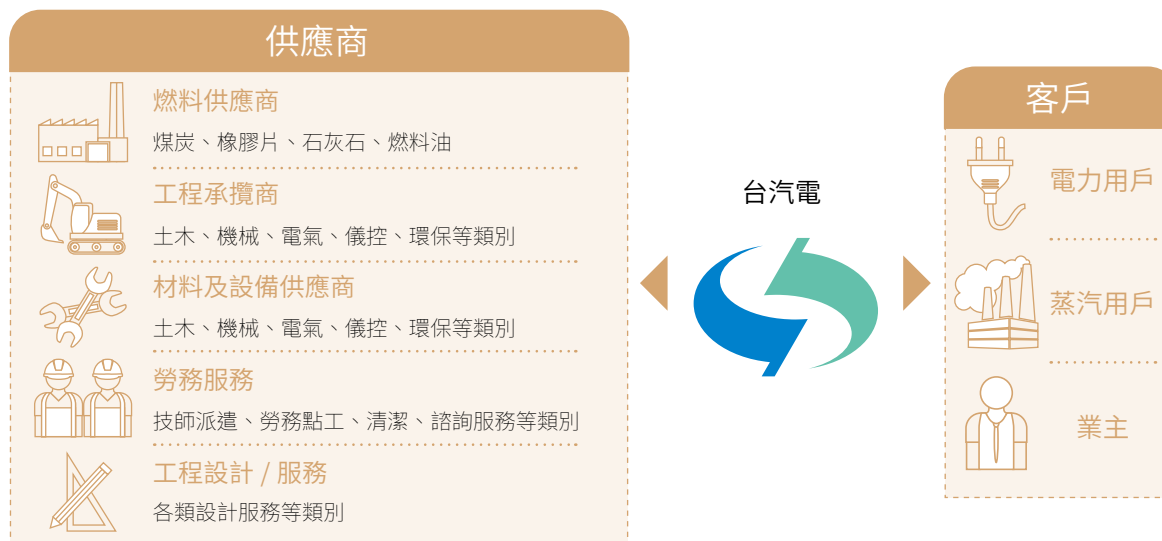 供應商
燃料供應商
煤炭、橡膠片、石灰石、燃料油
工程承攬商
土木、機械、電氣、儀控、環保等類別
材料及設備供應商
土木、機械、電氣、儀控、環保等類別
勞務服務
技師派遣、勞務點工、清潔、諮詢服務等類別
工程設計 / 服務
各類設計服務等類別
台汽電
客戶
電力用戶
蒸汽用戶
業主